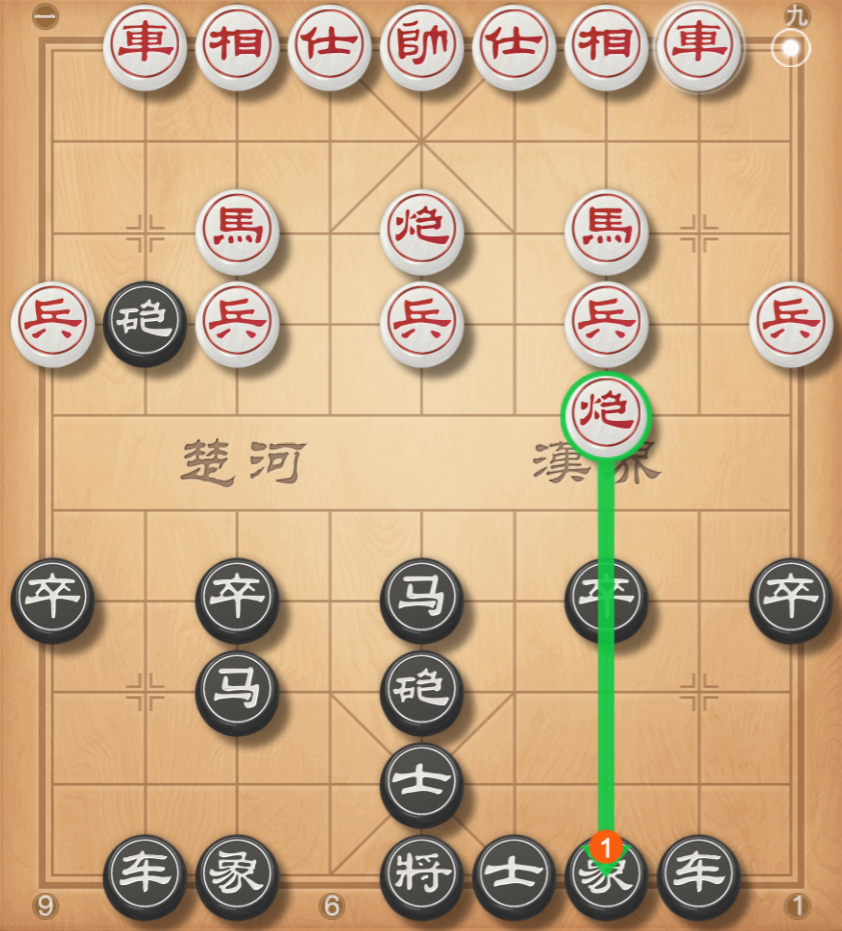 一 九
車 相 仕 帥 仕 相 車
馬 炮 馬
兵 砲 兵 兵 兵 兵
炮
楚河 漢界
卒 卒 马 卒 卒
马 砲
士
1
车 象 將 士 象 车
9 6 1